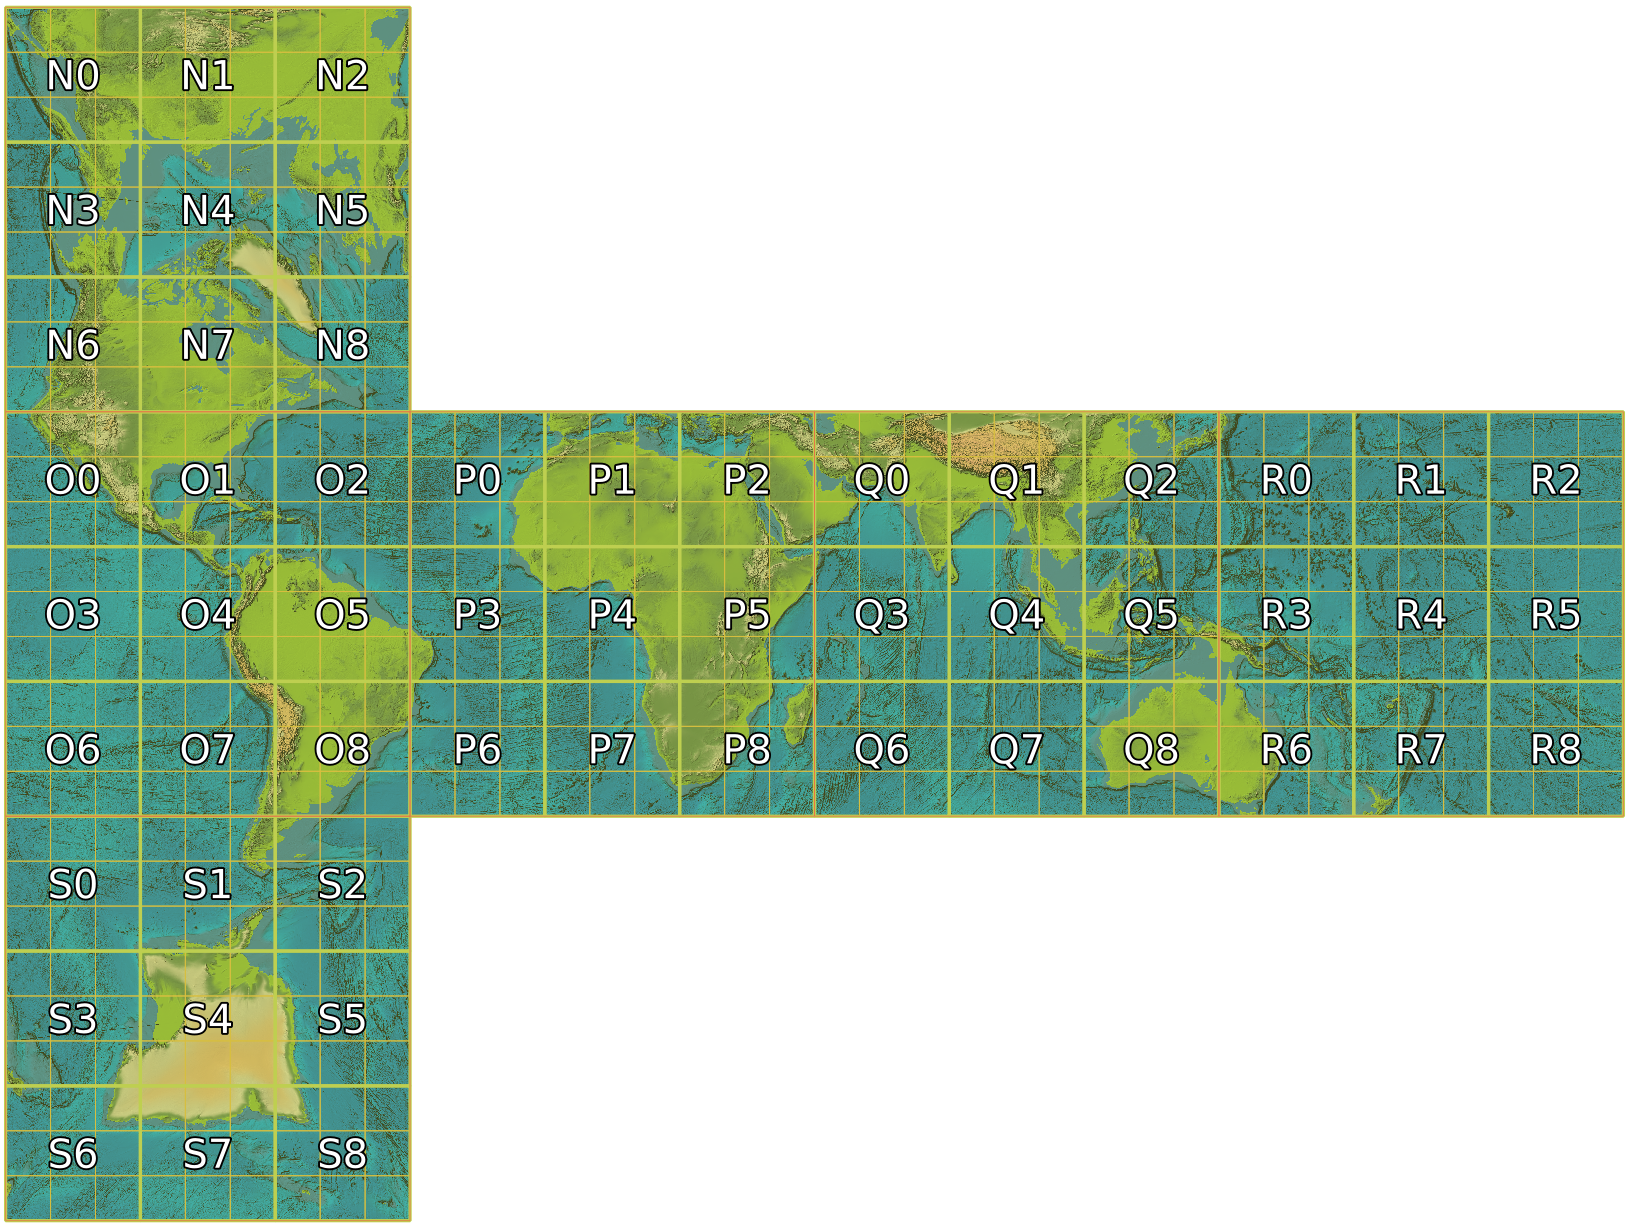 N0 N1 N2
N3 N4 N5
N6 N7 N8
O0 O1 O2 P0 P1 P2 Q0 Q1 Q2 R0 R1 R2
O3 O4 O5 P3 P4 P5 Q3 Q4 Q5 R3 R4 R5
O6 O7 O8 P6 P7 P8 Q6 Q7 Q8 R6 R7 R8
S0 S1 S2
S3 S4 S5
S6 S7 S8